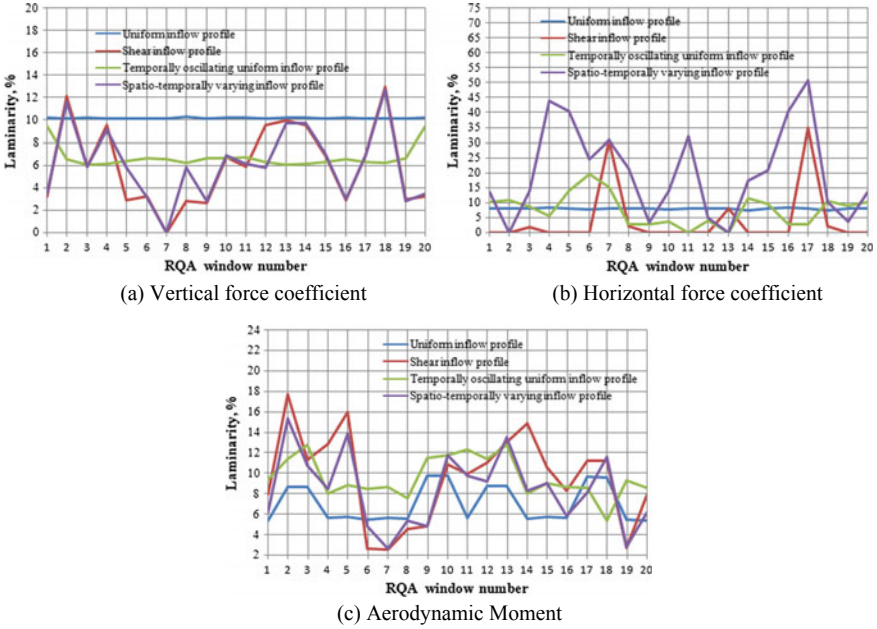 20
18
16
14
12
10
8
6
4
2
0
Laminarity, %
Uniform inflow profile
Shear inflow profile
Temporally oscillating uniform inflow profile
Spatio-temporally varying inflow profile
1 2 3 4 5 6 7 8 9 10 11 12 13 14 15 16 17 18 19 20
RQA window number
(a) Vertical force coefficient
75
70
65
60
55
50
45
40
35
30
25
20
15
10
5
0
Laminarity, %
Uniform inflow profile
Shear inflow profile
Temporally oscillating uniform inflow profile
Spatio-temporally varying inflow profile
1 2 3 4 5 6 7 8 9 10 11 12 13 14 15 16 17 18 19 20
RQA window number
(b) Horizontal force coefficient
24
22
20
18
16
14
12
10
8
6
4
2
Laminarity, %
Uniform inflow profile
Shear inflow profile
Temporally oscillating uniform inflow profile
Spatio-temporally varying inflow profile
1 2 3 4 5 6 7 8 9 10 11 12 13 14 15 16 17 18 19 20
RQA window number
(c) Aerodynamic Moment